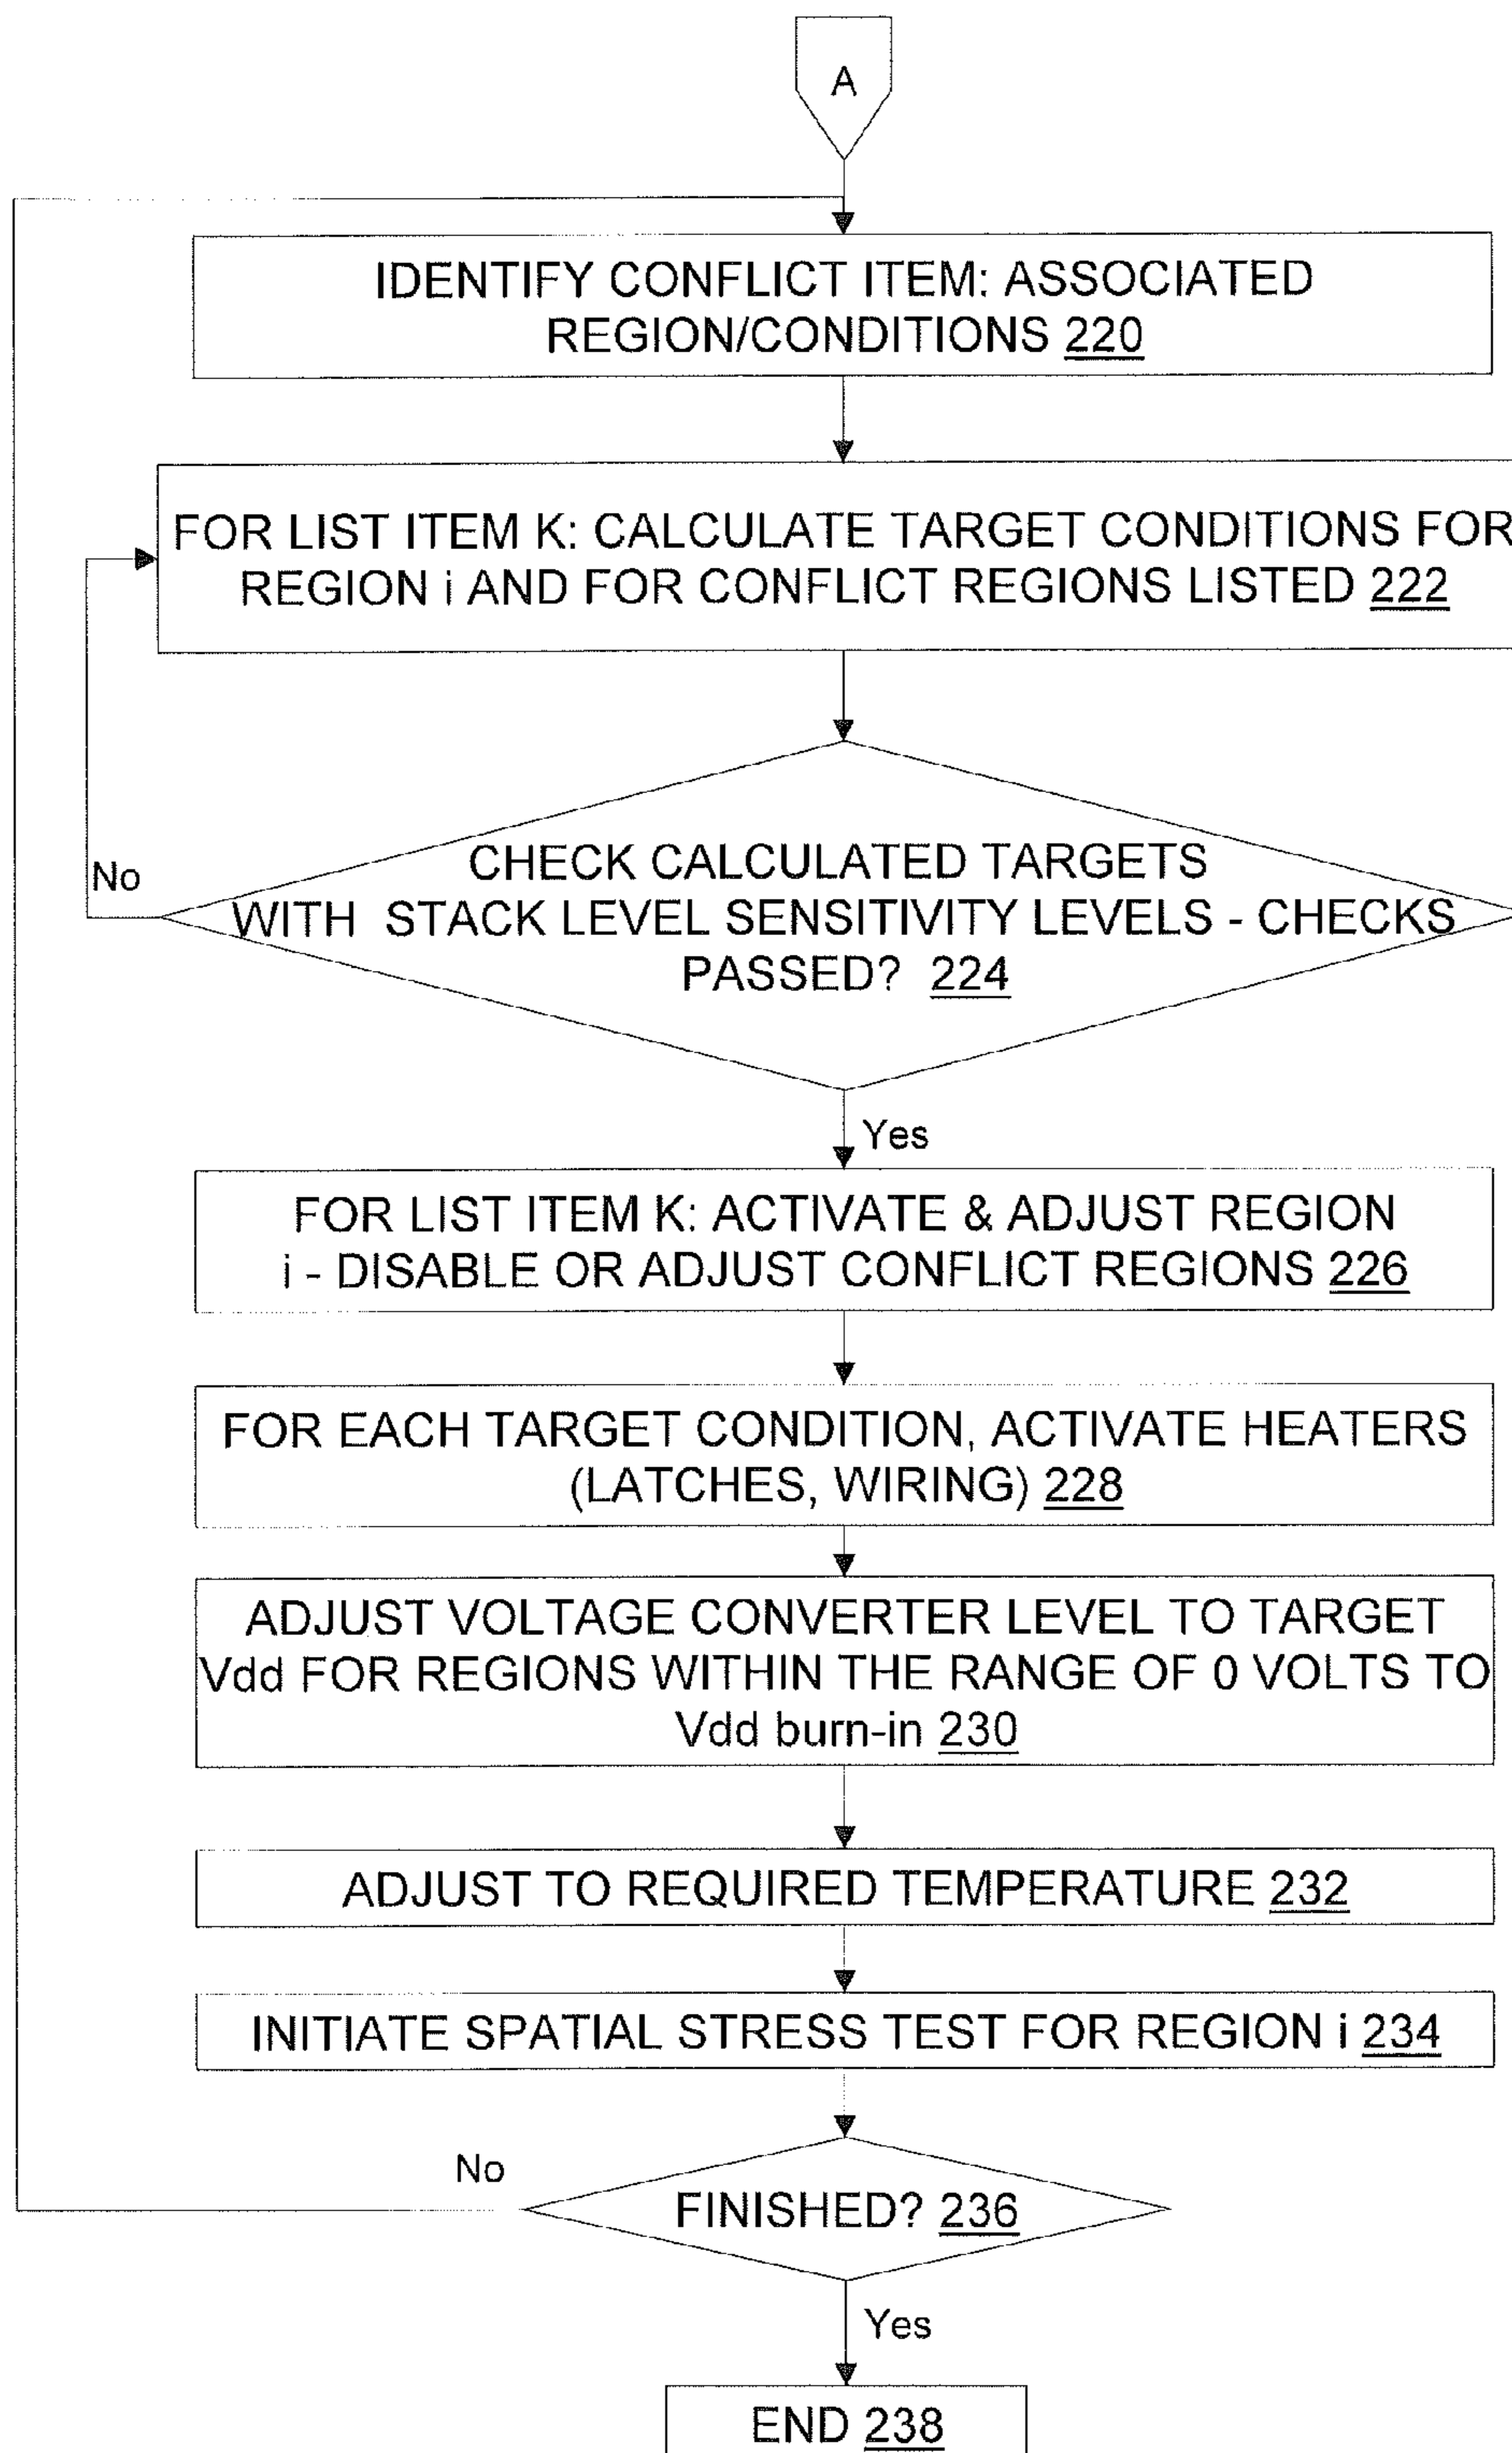 A
IDENTIFY CONFLICT ITEM: ASSOCIATED
REGION/CONDITIONS 220
FOR LIST ITEM K: CALCULATE TARGET CONDITIONS FOR
REGION i AND FOR CONFLICT REGIONS LISTED 222
CHECK CALCULATED TARGETS
WITH STACK LEVEL SENSITIVITY LEVELS - CHECKS
PASSED? 224
No
Yes
FOR LIST ITEM K: ACTIVATE & ADJUST REGION
i - DISABLE OR ADJUST CONFLICT REGIONS 226
FOR EACH TARGET CONDITION, ACTIVATE HEATERS
(LATCHES, WIRING) 228
ADJUST VOLTAGE CONVERTER LEVEL TO TARGET
Vdd FOR REGIONS WITHIN THE RANGE OF 0 VOLTS TO
Vdd burn-in 230
ADJUST TO REQUIRED TEMPERATURE 232
INITIATE SPATIAL STRESS TEST FOR REGION i 234
No
FINISHED? 236
Yes
END 238